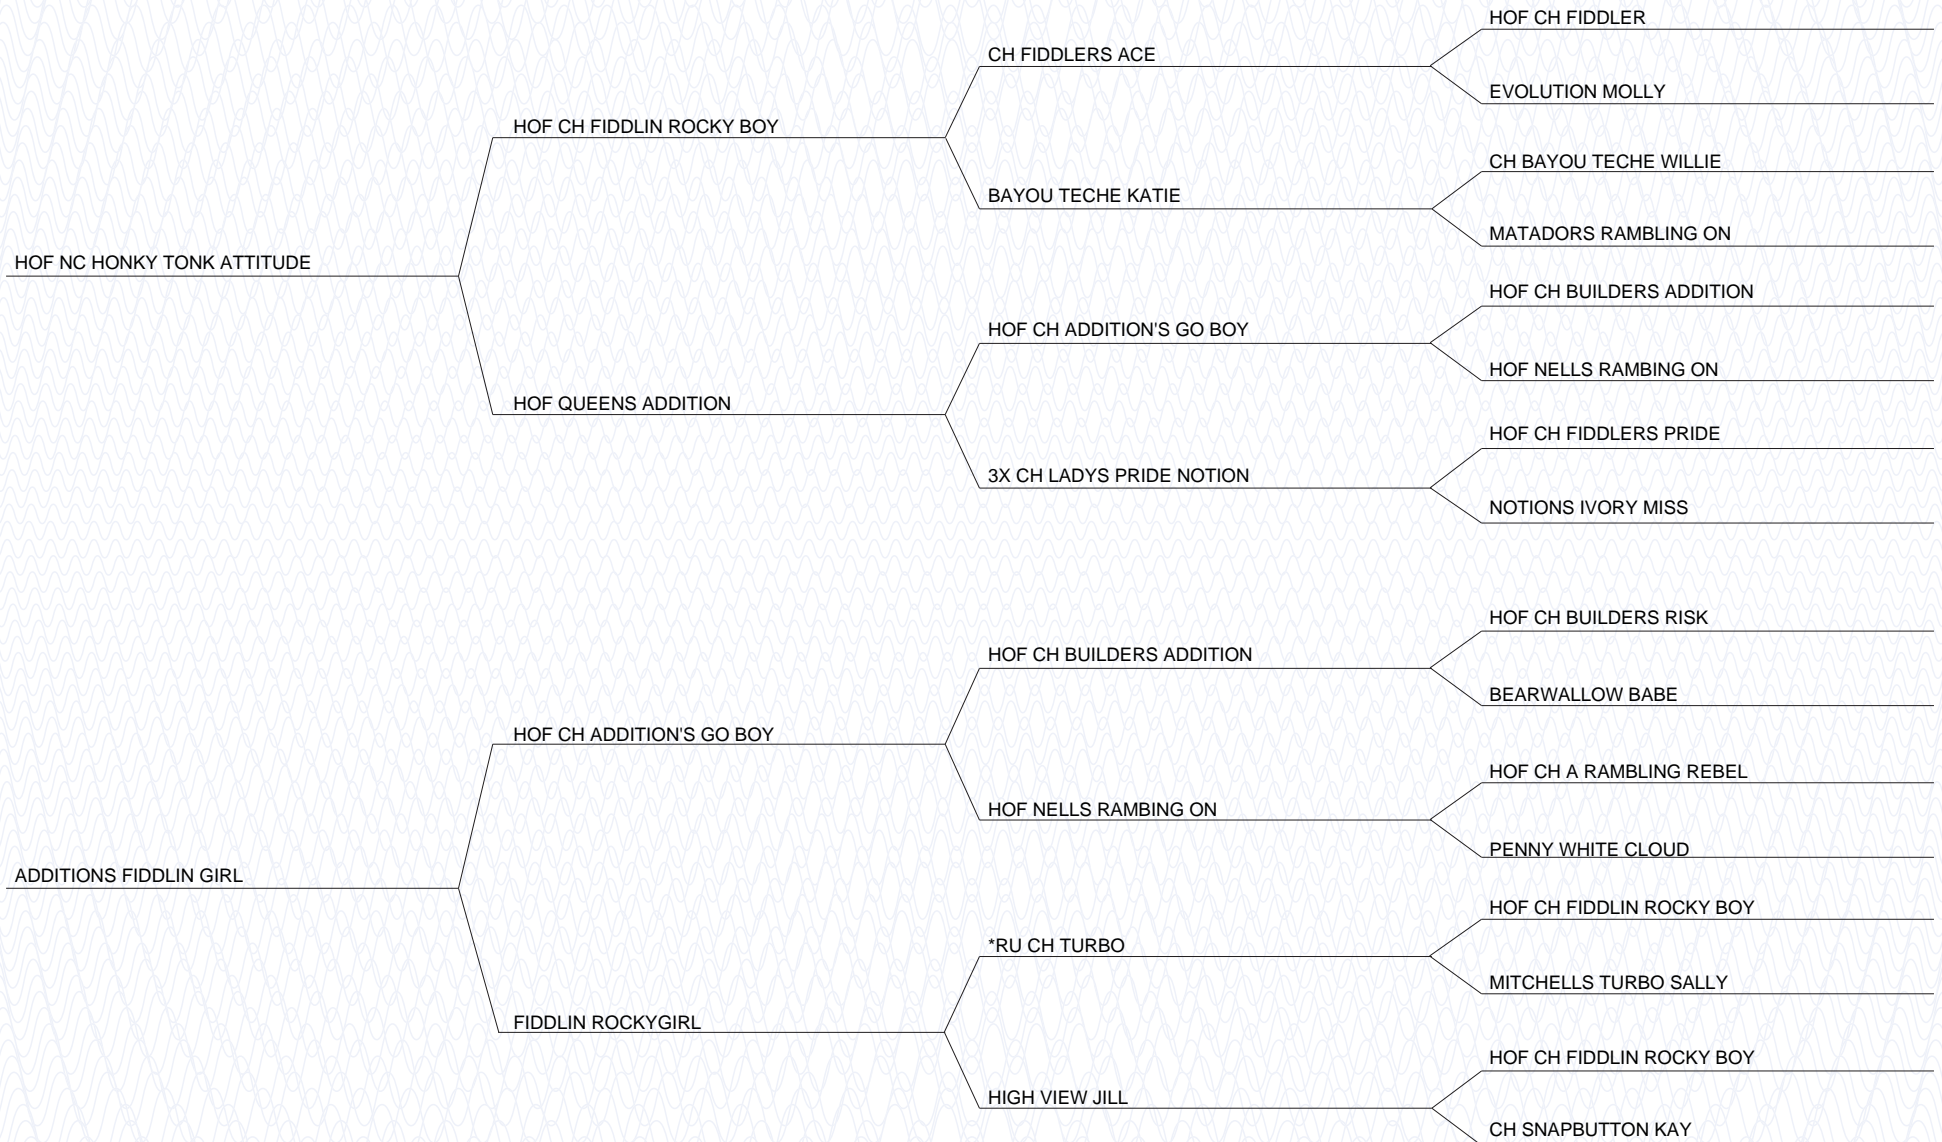 HOF CH FIDDLER
CH FIDDLERS ACE
EVOLUTION MOLLY
HOF CH FIDDLIN ROCKY BOY
CH BAYOU TECHE WILLIE
BAYOU TECHE KATIE
MATADORS RAMBLING ON
HOF NC HONKY TONK ATTITUDE
HOF CH BUILDERS ADDITION
HOF CH ADDITION'S GO BOY
HOF NELLS RAMBING ON
HOF QUEENS ADDITION
HOF CH FIDDLERS PRIDE
3X CH LADYS PRIDE NOTION
NOTIONS IVORY MISS
HOF CH BUILDERS RISK
HOF CH BUILDERS ADDITION
BEARWALLOW BABE
HOF CH ADDITION'S GO BOY
HOF CH A RAMBLING REBEL
HOF NELLS RAMBING ON
PENNY WHITE CLOUD
ADDITIONS FIDDLIN GIRL
HOF CH FIDDLIN ROCKY BOY
*RU CH TURBO
MITCHELLS TURBO SALLY
FIDDLIN ROCKYGIRL
HOF CH FIDDLIN ROCKY BOY
HIGH VIEW JILL
CH SNAPBUTTON KAY